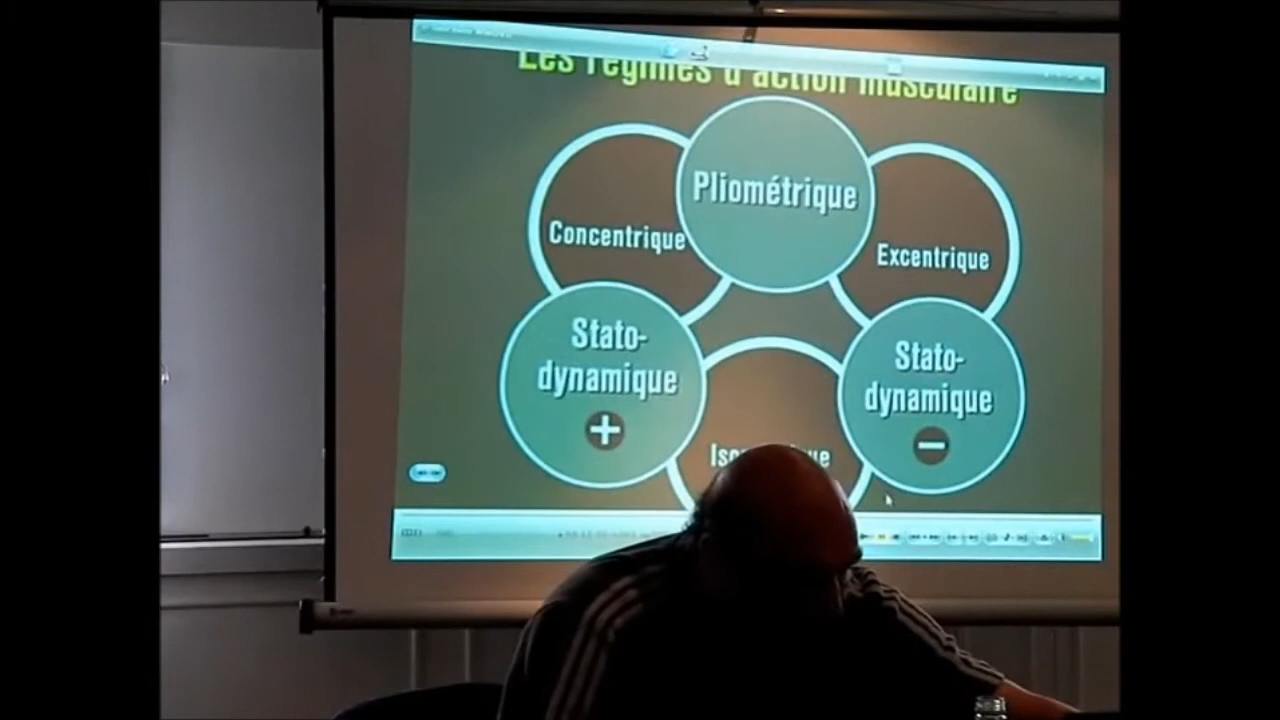 Les régimes d'action musculaire
Pliométrique
Concentrique
Excentrique
Stato-
dynamique
+
Stato-
dynamique
−